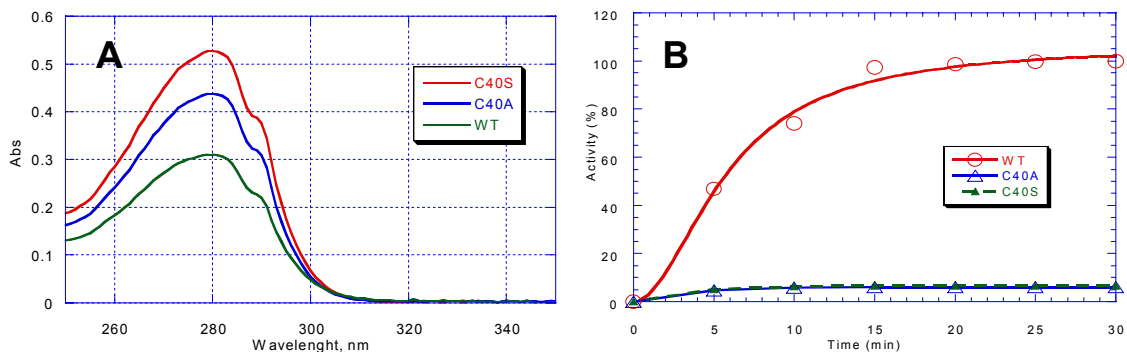 A
Abs
0.6
0.5
0.4
0.3
0.2
0.1
0
C40S
C40A
WT
260 280 300 320 340
Wavelenght, nm
B
Activity (%)
120
100
80
60
40
20
0
WT
C40A
C40S
0 5 10 15 20 25 30
Time (min)